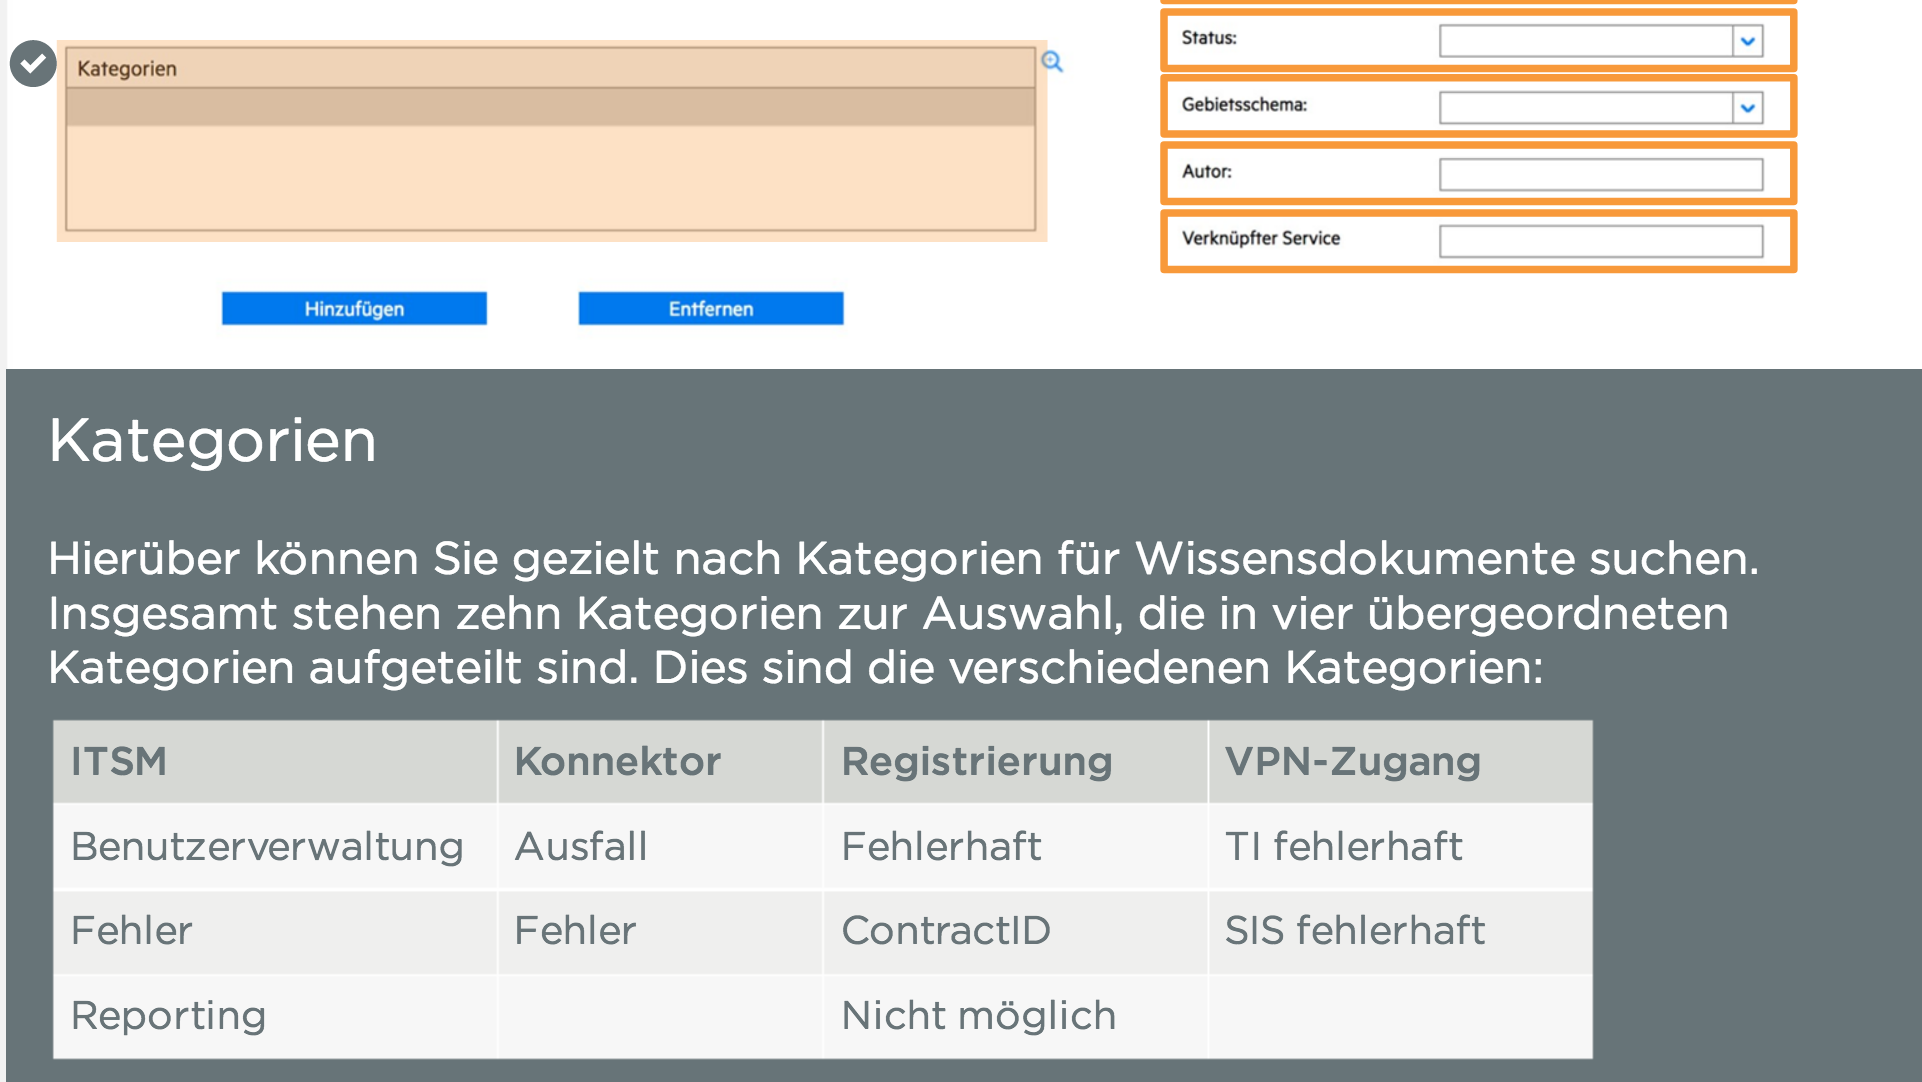 Kategorien
Status:
Gebietsschema:
Autor:
Verknüpfter Service
Hinzufügen
Entfernen
Kategorien
Hierüber können Sie gezielt nach Kategorien für Wissensdokumente suchen.
Insgesamt stehen zehn Kategorien zur Auswahl, die in vier übergeordneten
Kategorien aufgeteilt sind. Dies sind die verschiedenen Kategorien:
ITSM Konnektor Registrierung VPN-Zugang
Benutzerverwaltung Ausfall Fehlerhaft TI fehlerhaft
Fehler Fehler ContractID SIS fehlerhaft
Reporting Nicht möglich